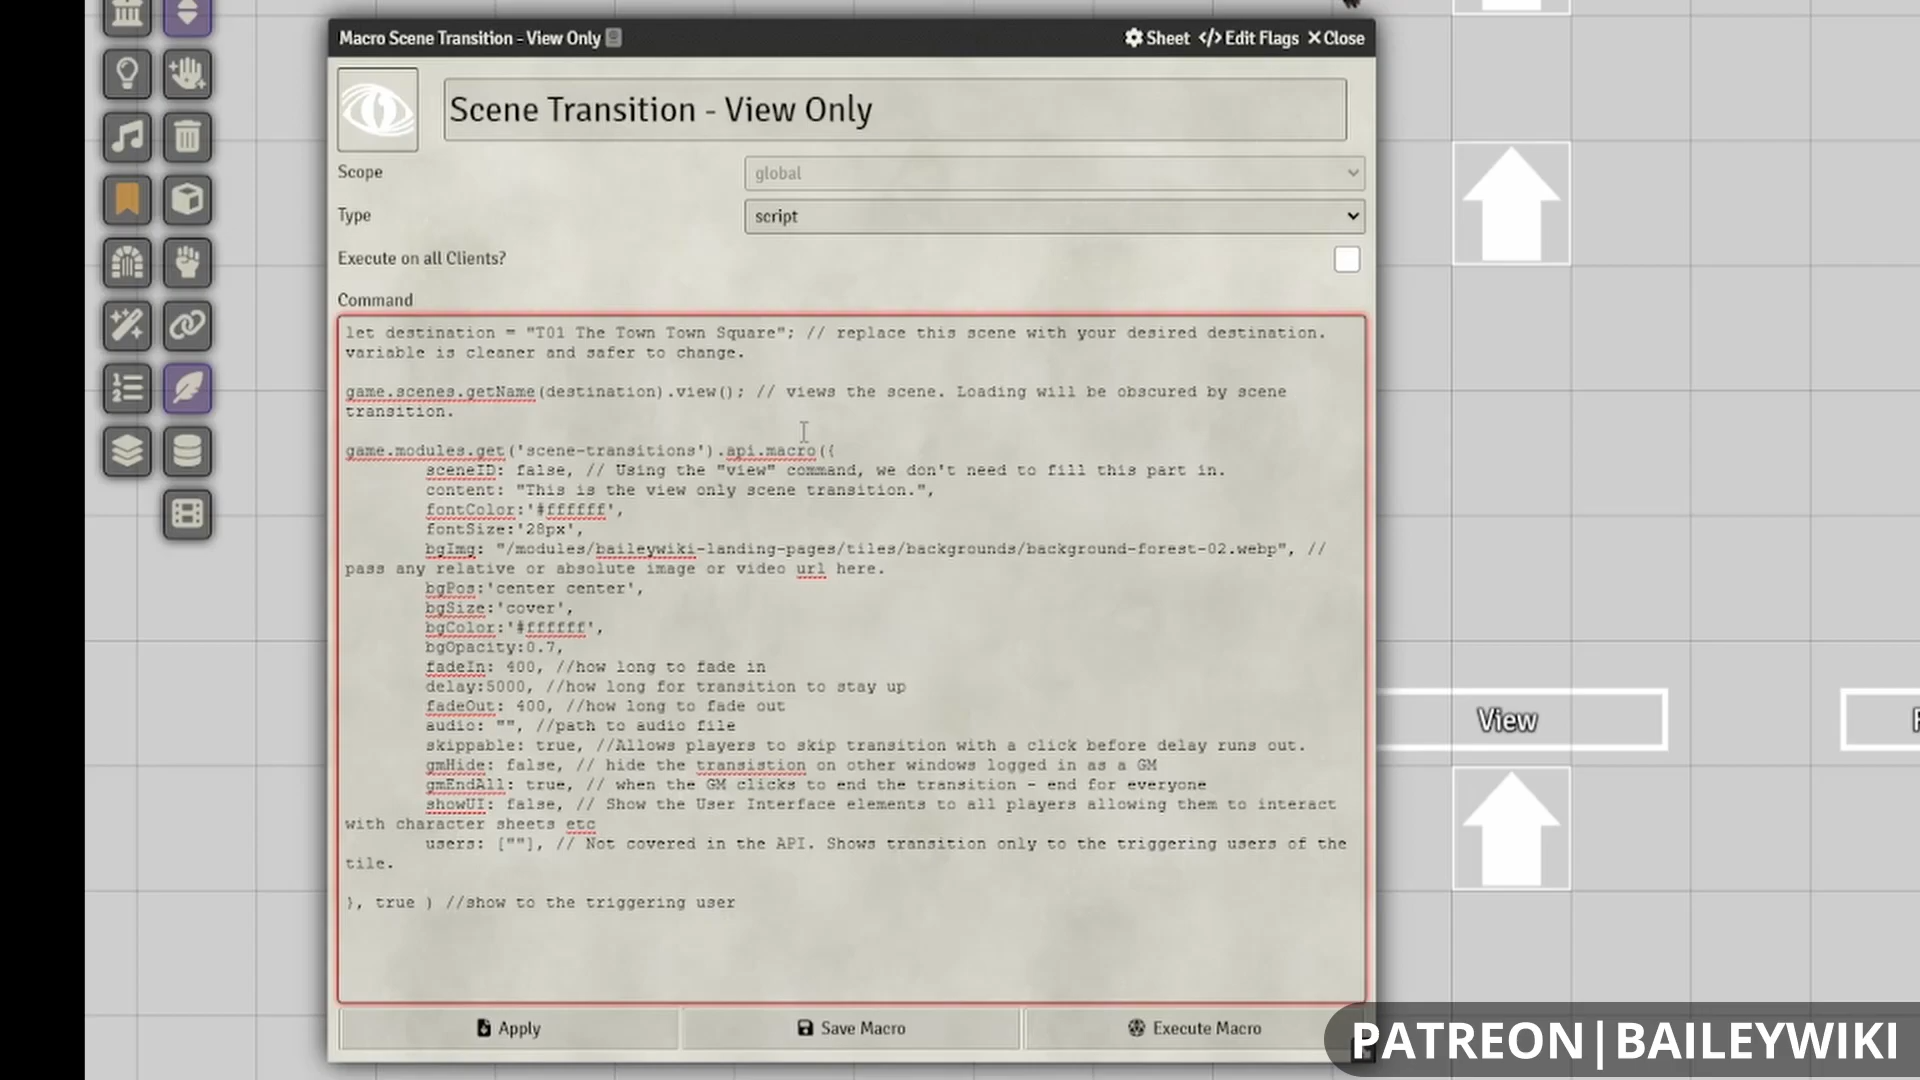 Macro Scene Transition - View Only
Sheet Edit Flags Close
Scene Transition - View Only
Scope
global
Type
script
Execute on all Clients?
Command
let destination = "T01 The Town Town Square"; // replace this scene with your desired destination.
variable is cleaner and safer to change.
game.scenes.getName(destination).view(); // views the scene. Loading will be obscured by scene
transition.
game.modules.get('scene-transitions').api.macro({
sceneID: false, // Using the "view" command, we don't need to fill this part in.
content: "This is the view only scene transition.",
fontColor:'#ffffff',
fontSize:'28px',
bgImg: "/modules/baileywiki-landing-pages/tiles/backgrounds/background-forest-02.webp", //
pass any relative or absolute image or video url here.
bgPos:'center center',
bgSize:'cover',
bgColor:'#ffffff',
bgOpacity:0.7,
fadeIn: 400, //how long to fade in
delay:5000, //how long for transition to stay up
fadeOut: 400, //how long to fade out
audio: "", //path to audio file
skippable: true, //Allows players to skip transition with a click before delay runs out.
gmHide: false, // hide the transistion on other windows logged in as a GM
gmEndAll: true, // when the GM clicks to end the transition - end for everyone
showUI: false, // Show the User Interface elements to all players allowing them to interact
with character sheets etc
users: [""], // Not covered in the API. Shows transition only to the triggering users of the
tile.
}, true ) //show to the triggering user
Apply
Save Macro
Execute Macro
View
PATREON|BAILEYWIKI